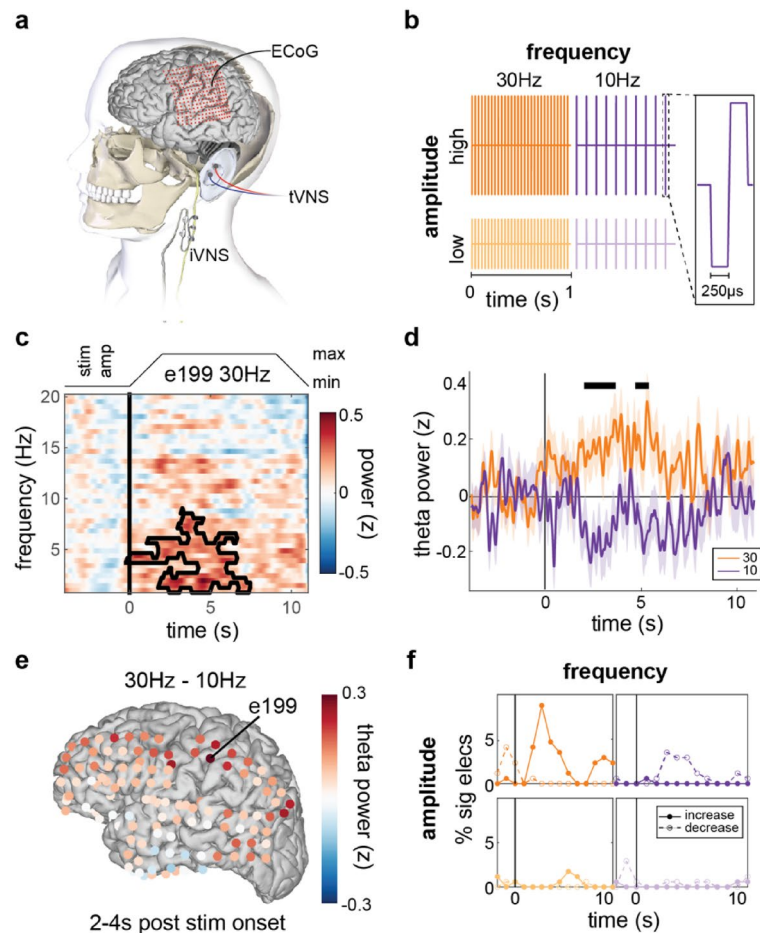 a
ECoG
tVNS
iVNS
b
frequency
30Hz
10Hz
amplitude
high
low
0
1
time (s)
250µs
c
stim
amp
max
min
e199 30Hz
20
15
10
5
frequency (Hz)
0
5
10
time (s)
0.5
0
-0.5
power (z)
d
0.4
0.2
0
-0.2
theta power (z)
30
10
0
5
10
time (s)
e
30Hz - 10Hz
e199
0.3
-0.3
theta power (z)
2-4s post stim onset
f
frequency
amplitude
% sig elecs
5
0
5
0
increase
decrease
0
10
0
10
time (s)